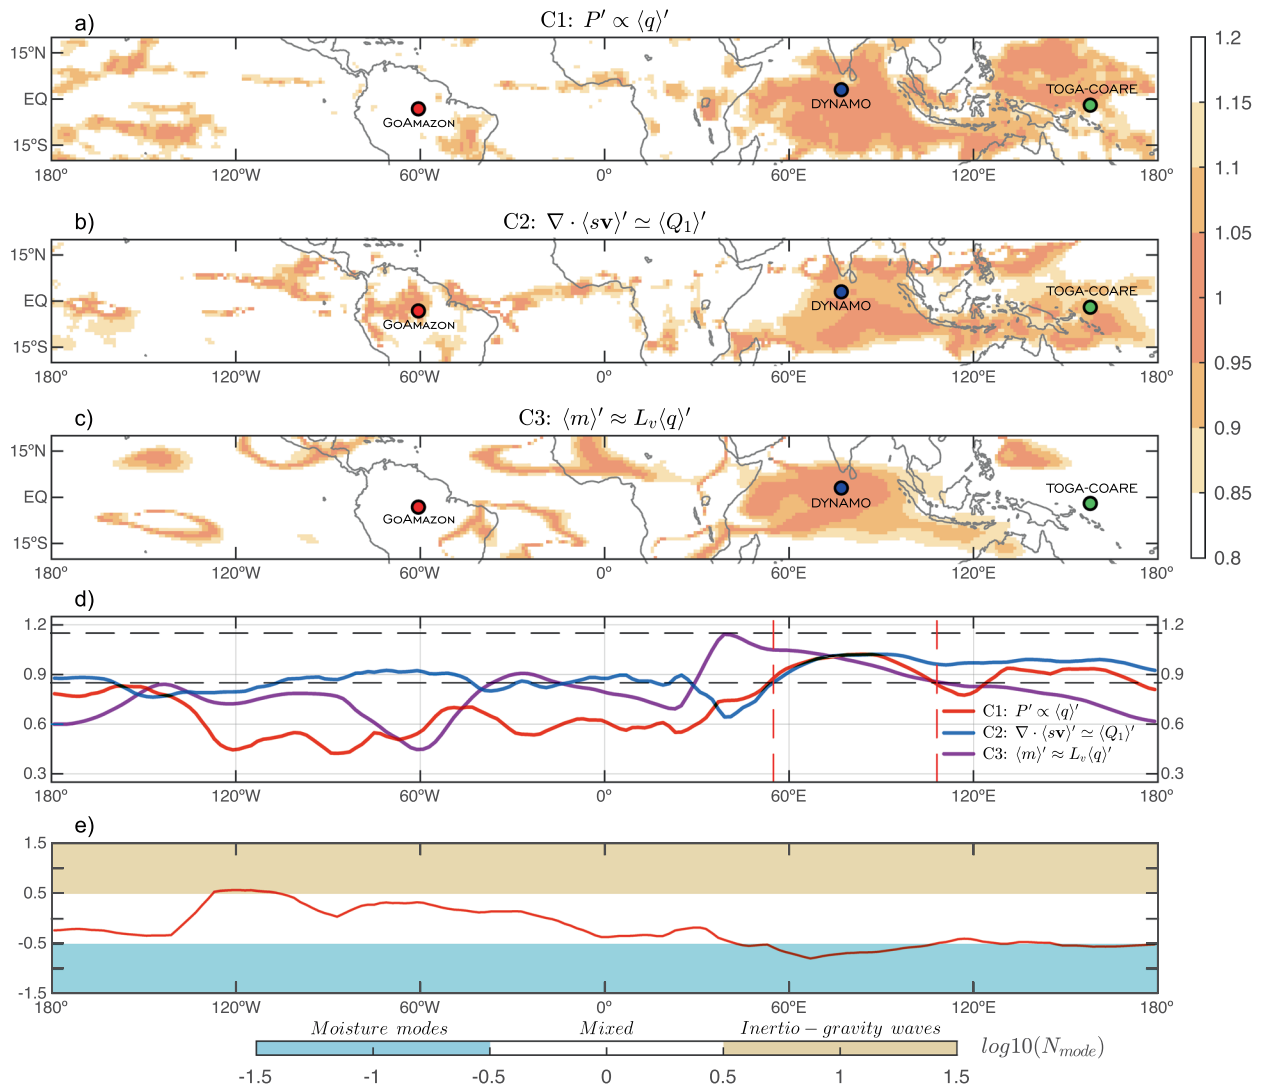 a)
C1: P′ ∝ ⟨q⟩′
15ºN
EQ
15ºS
GOAMAZON
DYNAMO
TOGA-COARE
180º 120ºW 60ºW 0º 60ºE 120ºE 180º
1.2
1.15
1.1
1.05
1
0.95
0.9
0.85
0.8
b)
C2: ∇ · ⟨sv⟩′ ≃ ⟨Q₁⟩′
15ºN
EQ
15ºS
GOAMAZON
DYNAMO
TOGA-COARE
180º 120ºW 60ºW 0º 60ºE 120ºE 180º
c)
C3: ⟨m⟩′ ≈ Lᵥ⟨q⟩′
15ºN
EQ
15ºS
GOAMAZON
DYNAMO
TOGA-COARE
180º 120ºW 60ºW 0º 60ºE 120ºE 180º
d)
1.2 1.2
0.9 0.9
0.6 0.6
0.3 0.3
C1: P′ ∝ ⟨q⟩′
C2: ∇ · ⟨sv⟩′ ≃ ⟨Q₁⟩′
C3: ⟨m⟩′ ≈ Lᵥ⟨q⟩′
180º 120ºW 60ºW 0º 60ºE 120ºE 180º
e)
1.5
0.5
-0.5
-1.5
180º 120ºW 60ºW 0º 60ºE 120ºE 180º
Moisture modes Mixed Inertio − gravity waves
log10(N_mode)
-1.5 -1 -0.5 0 0.5 1 1.5